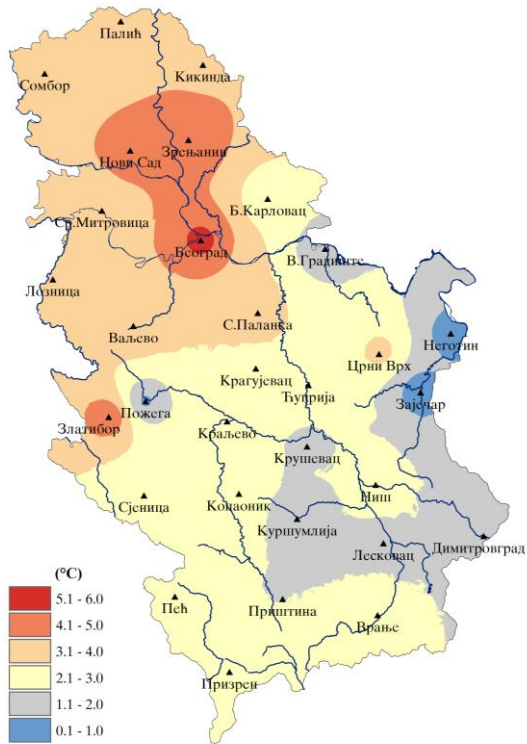 Палић
Сомбор
Кикинда
Зрењанин
Нови Сад
Б.Карловац
Ср.Митровица
Београд
В.Градиште
Лозница
С.Паланка
Ваљево
Неготин
Црни Врх
Крагујевац
Ћуприја
Зајечар
Пожега
Златибор
Краљево
Крушевац
Ниш
Сјеница
Копаоник
Куршумлија
Димитровград
Лесковац
(°C)
5.1 - 6.0
4.1 - 5.0
3.1 - 4.0
2.1 - 3.0
1.1 - 2.0
0.1 - 1.0
Пећ
Приштина
Врање
Призрен